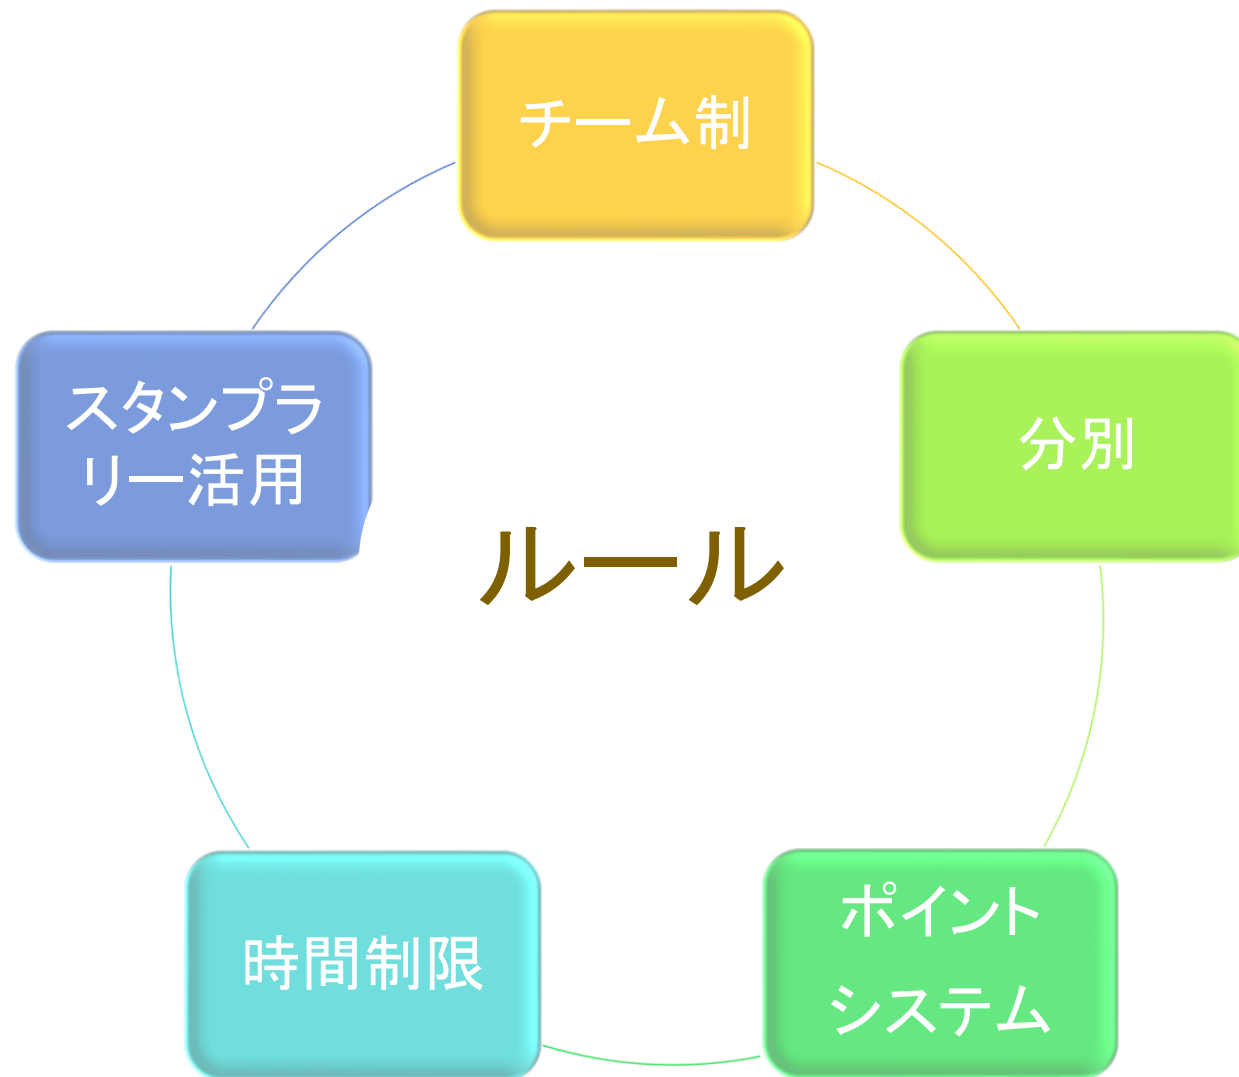 チーム制
分別
ポイント
システム
時間制限
スタンプラ
リー活用
ルール